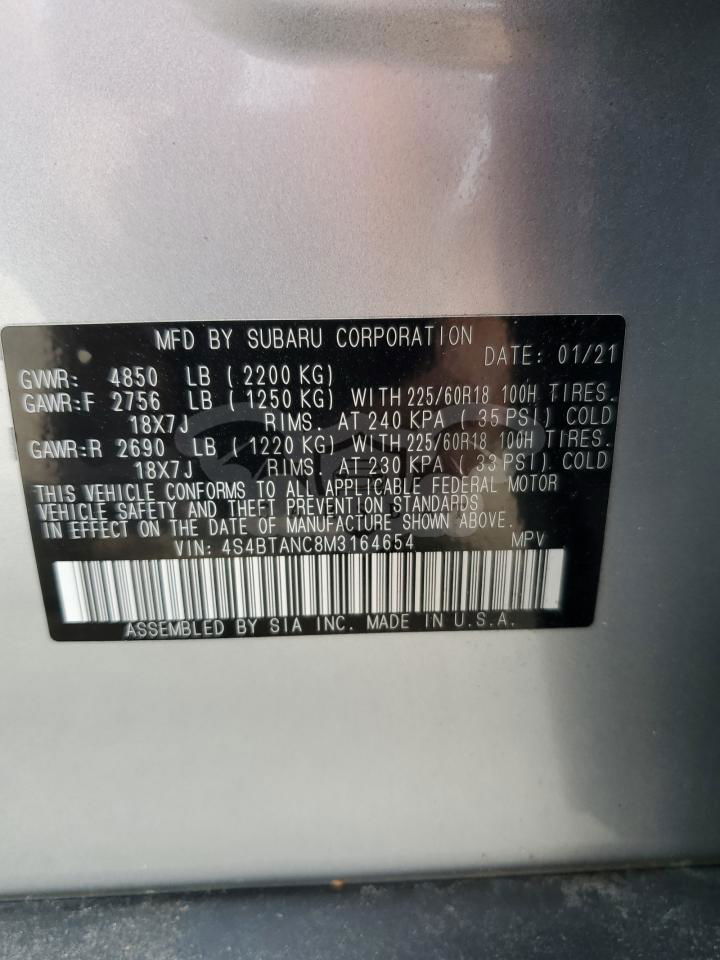 MFD BY SUBARU CORPORATION DATE: 01/21
GVWR: 4850 LB ( 2200 KG)
GAWR:F 2756 LB ( 1250 KG) WITH 225/60R18 100H TIRES.
18X7J RIMS. AT 240 KPA ( 35 PSI) COLD
GAWR:R 2690 LB ( 1220 KG) WITH 225/60R18 100H TIRES.
18X7J RIMS. AT 230 KPA ( 33 PSI). COLD
THIS VEHICLE CONFORMS TO ALL APPLICABLE FEDERAL MOTOR
VEHICLE SAFETY AND THEFT PREVENTION STANDARDS
IN EFFECT ON THE DATE OF MANUFACTURE SHOWN ABOVE.
VIN: 4S4BTANC8M3164654 MPV
ASSEMBLED BY SIA INC. MADE IN U.S.A.